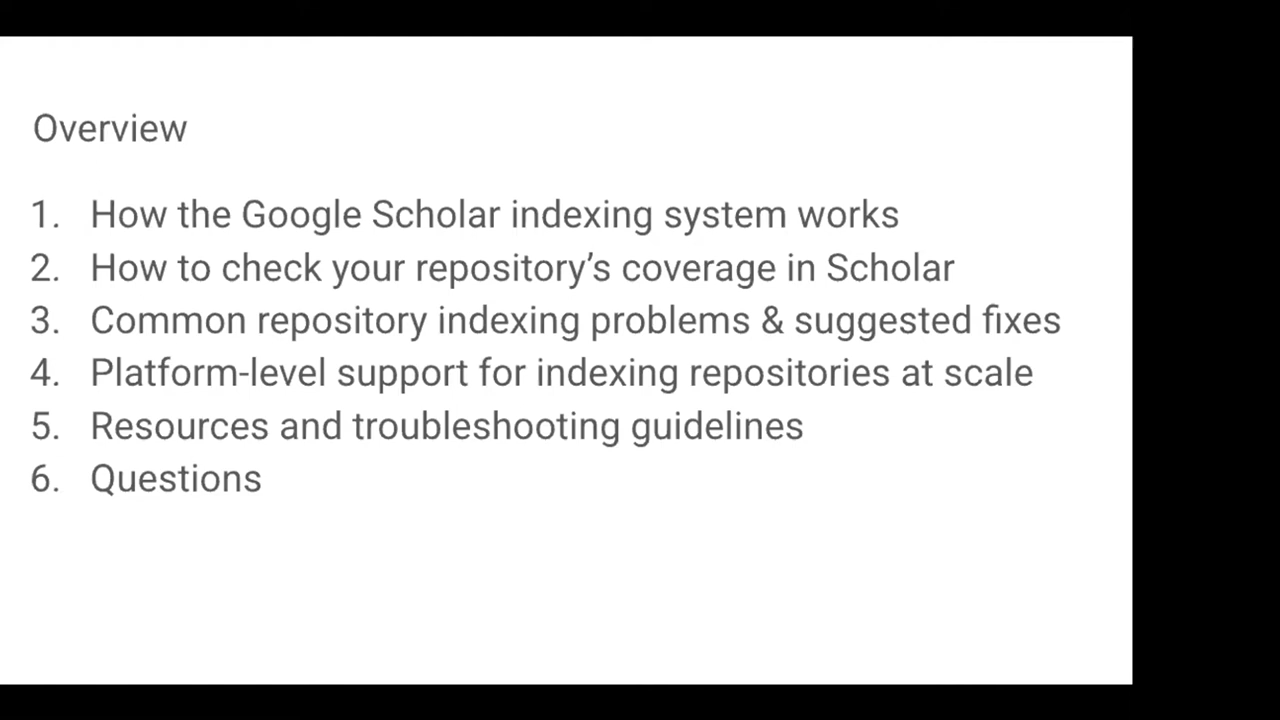 Overview
1. How the Google Scholar indexing system works
2. How to check your repository’s coverage in Scholar
3. Common repository indexing problems & suggested fixes
4. Platform-level support for indexing repositories at scale
5. Resources and troubleshooting guidelines
6. Questions